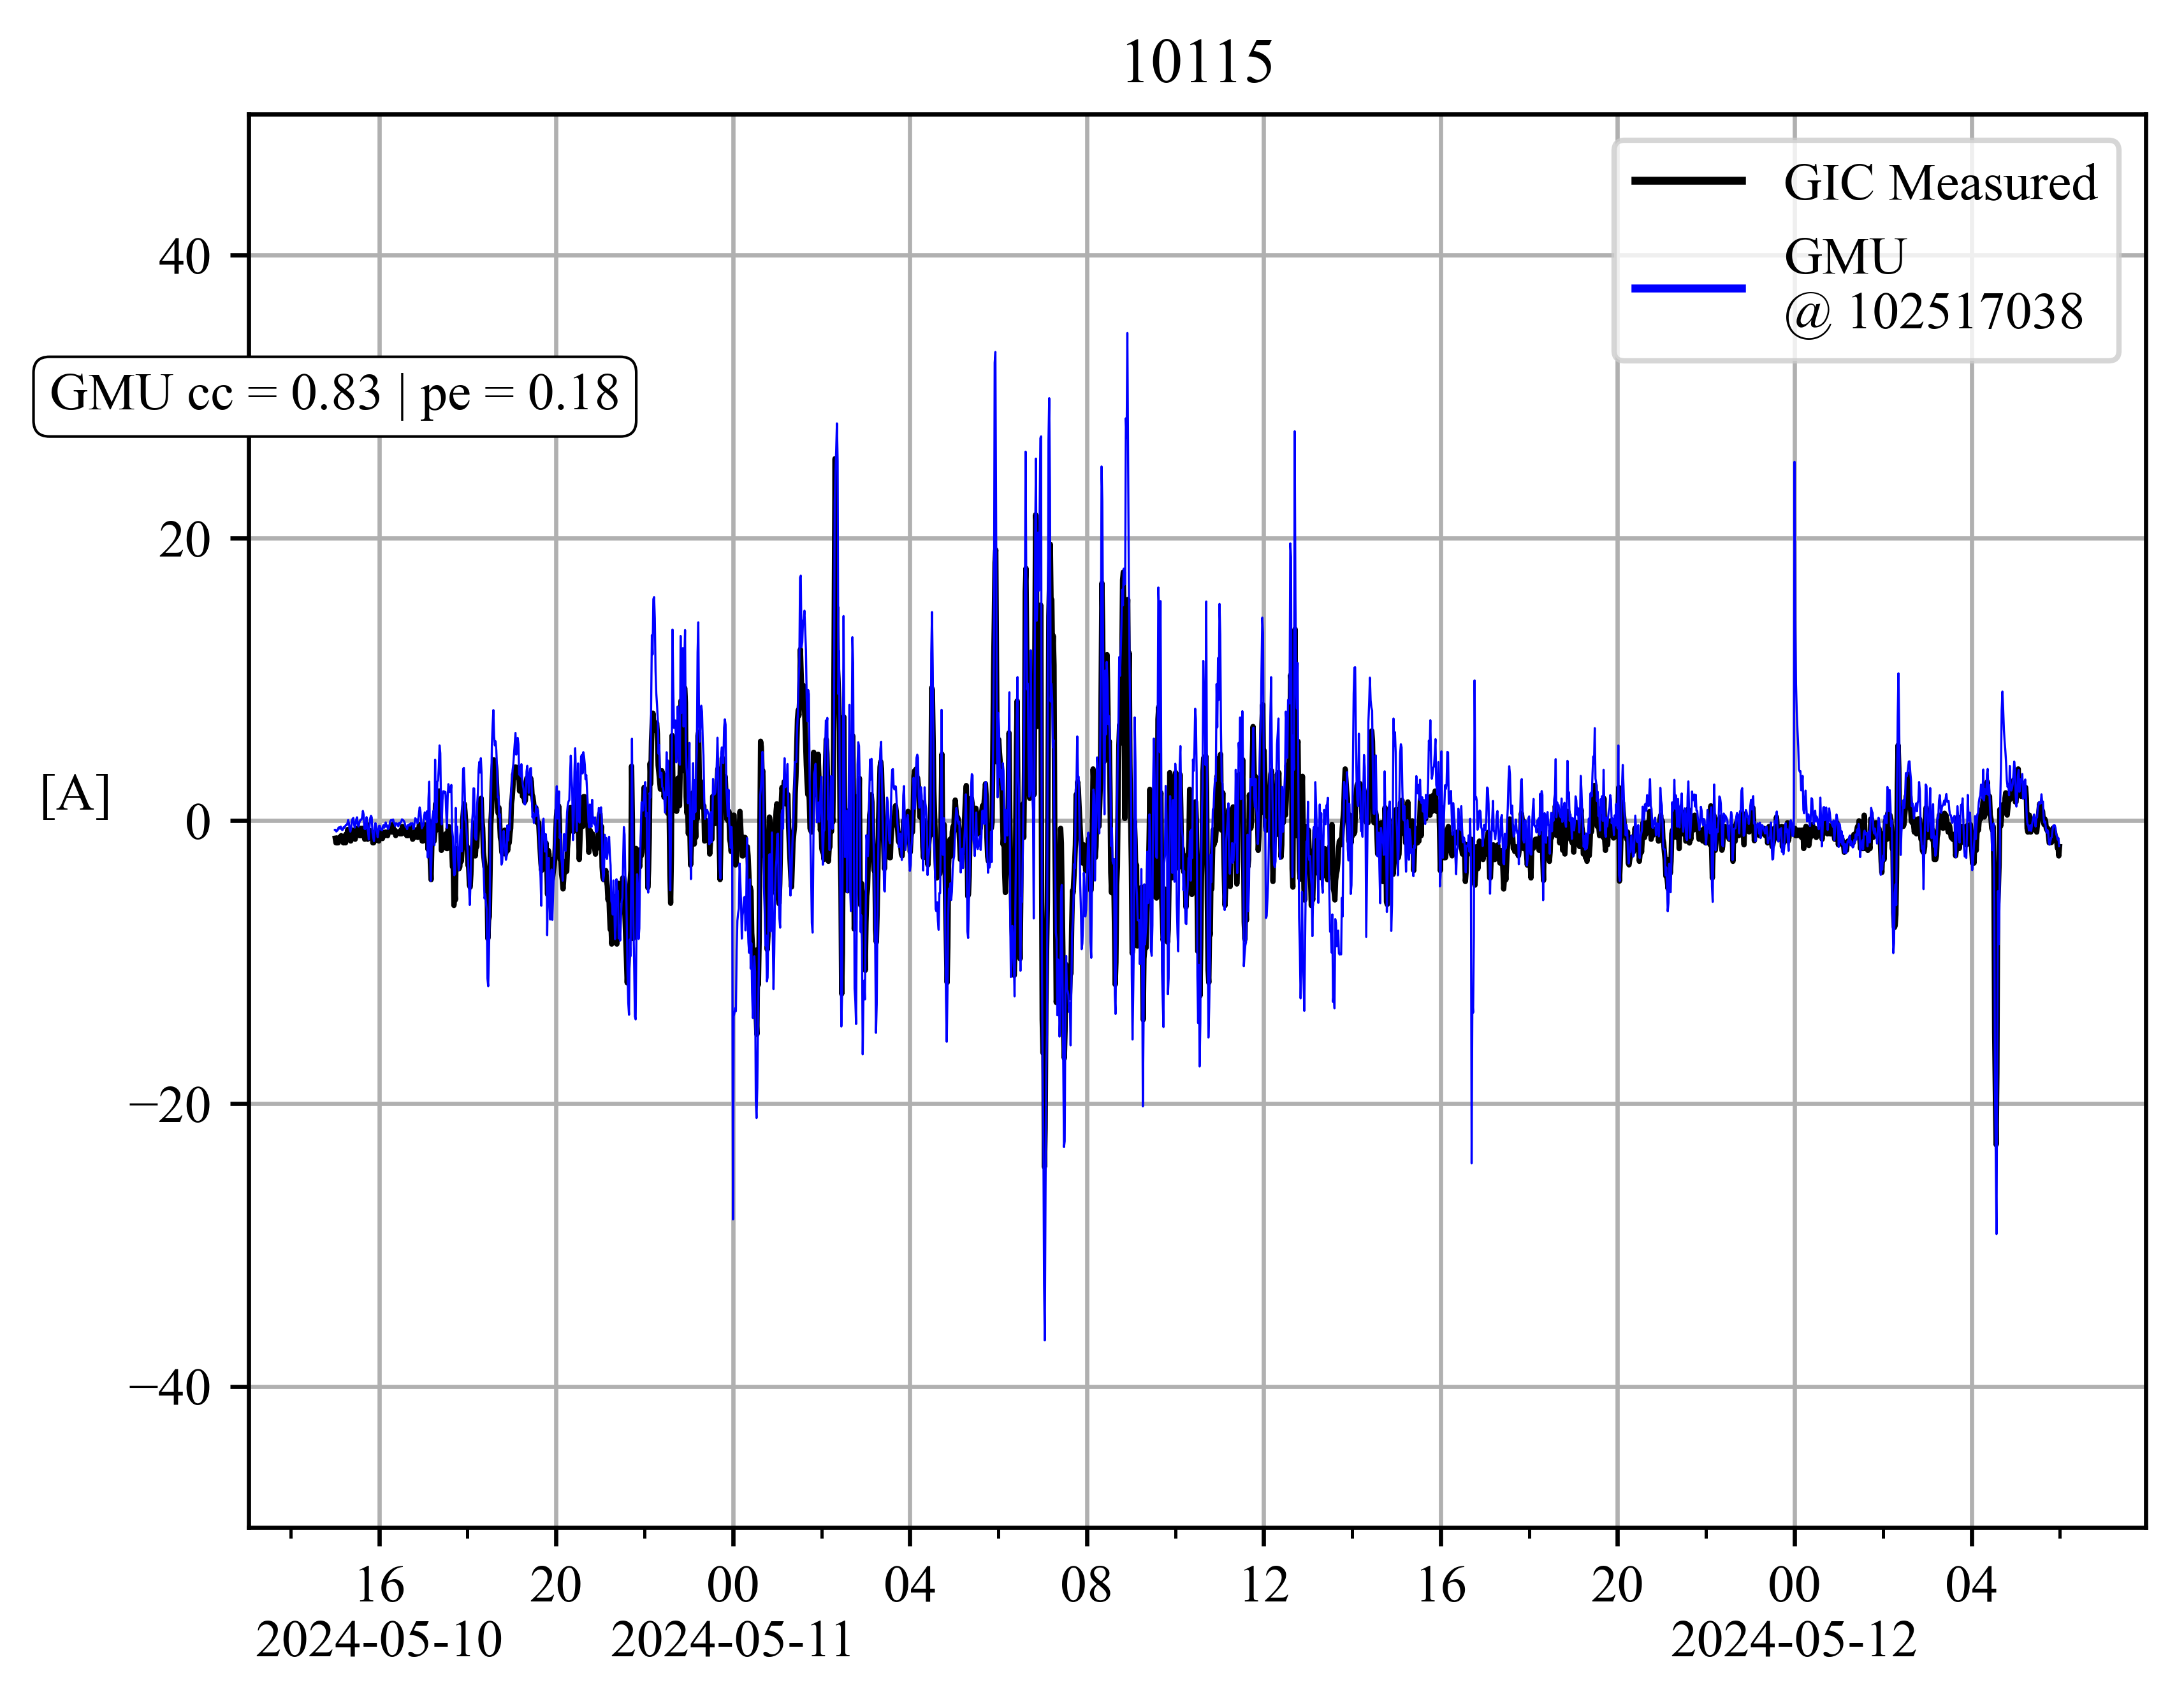 10115
GIC Measured
GMU
@ 102517038
GMU cc = 0.83 | pe = 0.18
[A]
40
20
0
−20
−40
16 20 00 04 08 12 16 20 00 04
2024-05-10 2024-05-11 2024-05-12